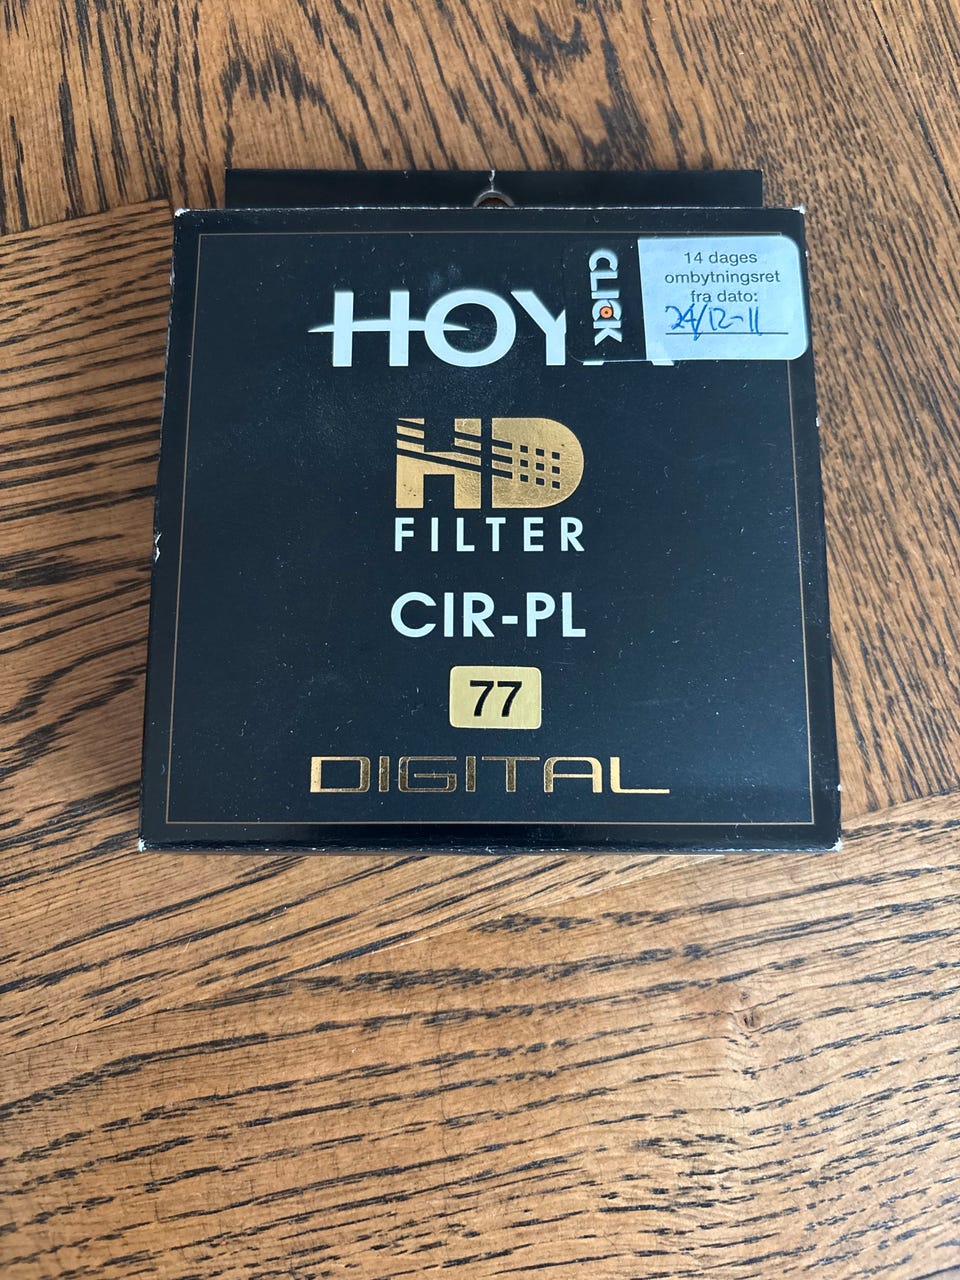 HOY
CLICK
14 dages
ombytningsret
fra dato:
24/12-11
HD
FILTER
CIR-PL
77
DIGITAL